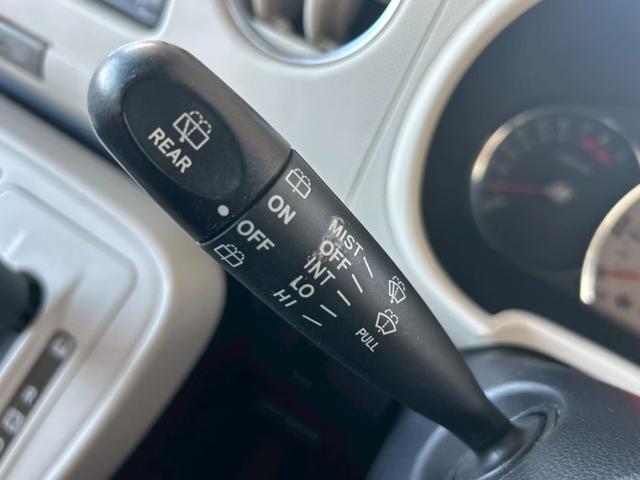 REAR
ON
OFF
MIST
OFF
INT
LO
HI
PULL